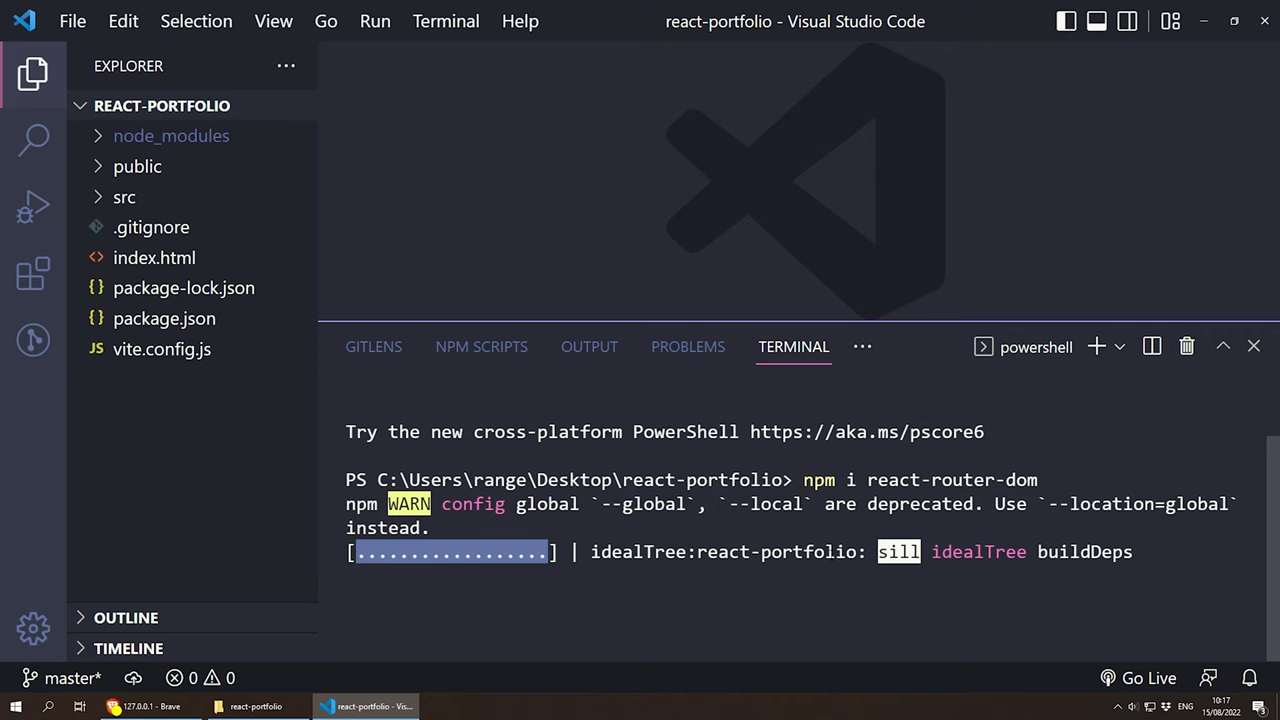 File Edit Selection View Go Run Terminal Help react-portfolio - Visual Studio Code
EXPLORER
REACT-PORTFOLIO
node_modules
public
src
.gitignore
index.html
package-lock.json
package.json
JS vite.config.js
OUTLINE
TIMELINE
GITLENS NPM SCRIPTS OUTPUT PROBLEMS TERMINAL ... powershell
Try the new cross-platform PowerShell https://aka.ms/pscore6
PS C:\Users\range\Desktop\react-portfolio> npm i react-router-dom
npm WARN config global `--global`, `--local` are deprecated. Use `--location=global`
instead.
[..................] | idealTree:react-portfolio: sill idealTree buildDeps
master* 0 0 Go Live
127.0.0.1 - Brave react-portfolio react-portfolio - Vis...
10:17
15/08/2022
3